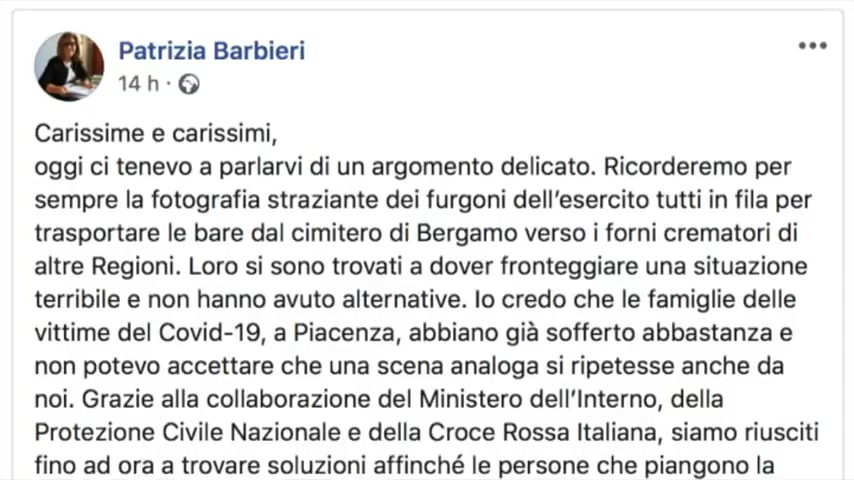 Patrizia Barbieri
14 h ·
Carissime e carissimi,
oggi ci tenevo a parlarvi di un argomento delicato. Ricorderemo per
sempre la fotografia straziante dei furgoni dell'esercito tutti in fila per
trasportare le bare dal cimitero di Bergamo verso i forni crematori di
altre Regioni. Loro si sono trovati a dover fronteggiare una situazione
terribile e non hanno avuto alternative. Io credo che le famiglie delle
vittime del Covid-19, a Piacenza, abbiano già sofferto abbastanza e
non potevo accettare che una scena analoga si ripetesse anche da
noi. Grazie alla collaborazione del Ministero dell'Interno, della
Protezione Civile Nazionale e della Croce Rossa Italiana, siamo riusciti
fino ad ora a trovare soluzioni affinché le persone che piangono la